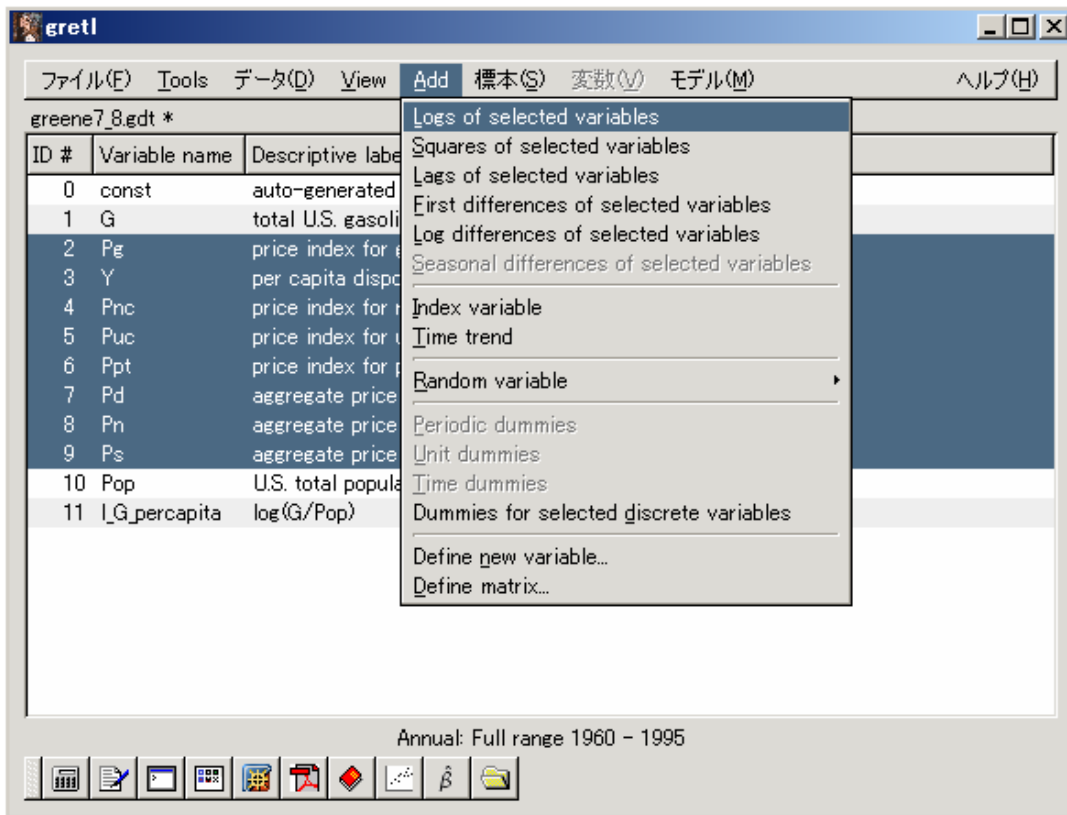 gretl
ファイル(F) Tools データ(D) View Add 標本(S) 変数(V) モデル(M) ヘルプ(H)
greene7_8.gdt *
ID # Variable name Descriptive labe
0 const auto-generated
1 G total U.S. gasoli
2 Pg price index for g
3 Y per capita dispo
4 Pnc price index for n
5 Puc price index for u
6 Ppt price index for p
7 Pd aggregate price
8 Pn aggregate price
9 Ps aggregate price
10 Pop U.S. total popula
11 l_G_percapita log(G/Pop)
Logs of selected variables
Squares of selected variables
Lags of selected variables
First differences of selected variables
Log differences of selected variables
Seasonal differences of selected variables
Index variable
Time trend
Random variable
Periodic dummies
Unit dummies
Time dummies
Dummies for selected discrete variables
Define new variable...
Define matrix...
Annual: Full range 1960 - 1995
β̂